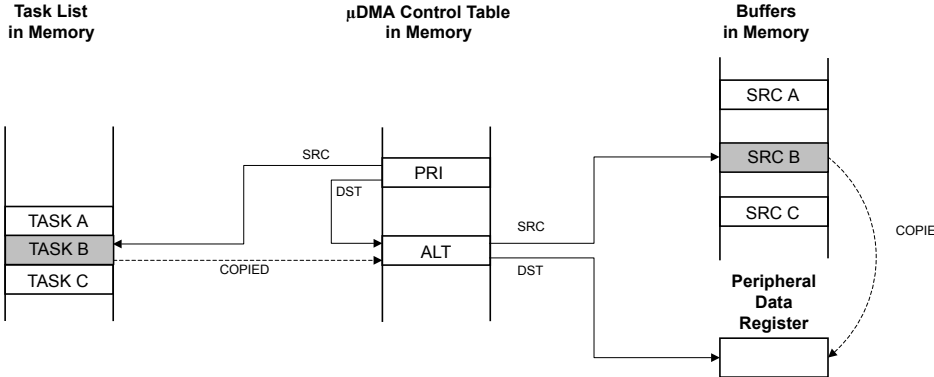 Task List
in Memory
µDMA Control Table
in Memory
Buffers
in Memory
SRC A
SRC B
SRC C
SRC
PRI
DST
TASK A
TASK B
TASK C
COPIED
ALT
SRC
DST
COPIE
Peripheral
Data
Register